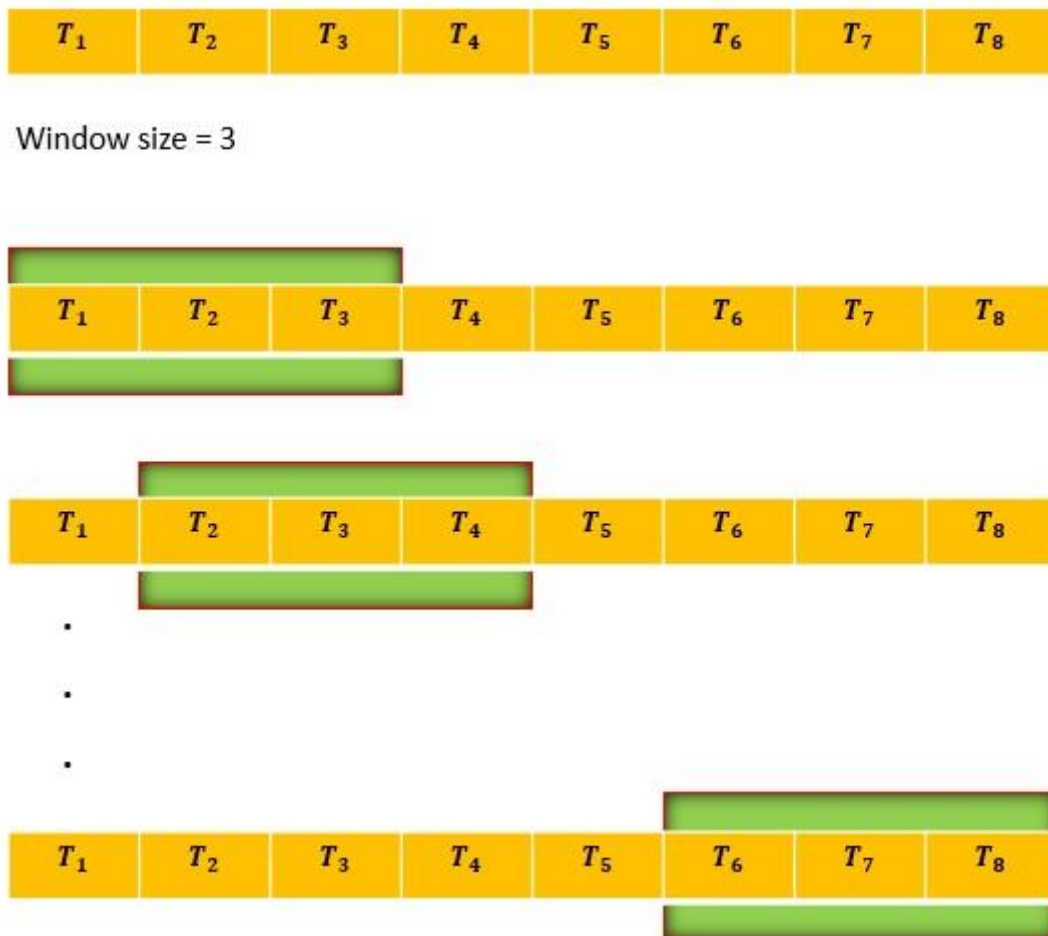 T₁ T₂ T₃ T₄ T₅ T₆ T₇ T₈
Window size = 3
T₁ T₂ T₃ T₄ T₅ T₆ T₇ T₈
T₁ T₂ T₃ T₄ T₅ T₆ T₇ T₈
.
.
.
T₁ T₂ T₃ T₄ T₅ T₆ T₇ T₈